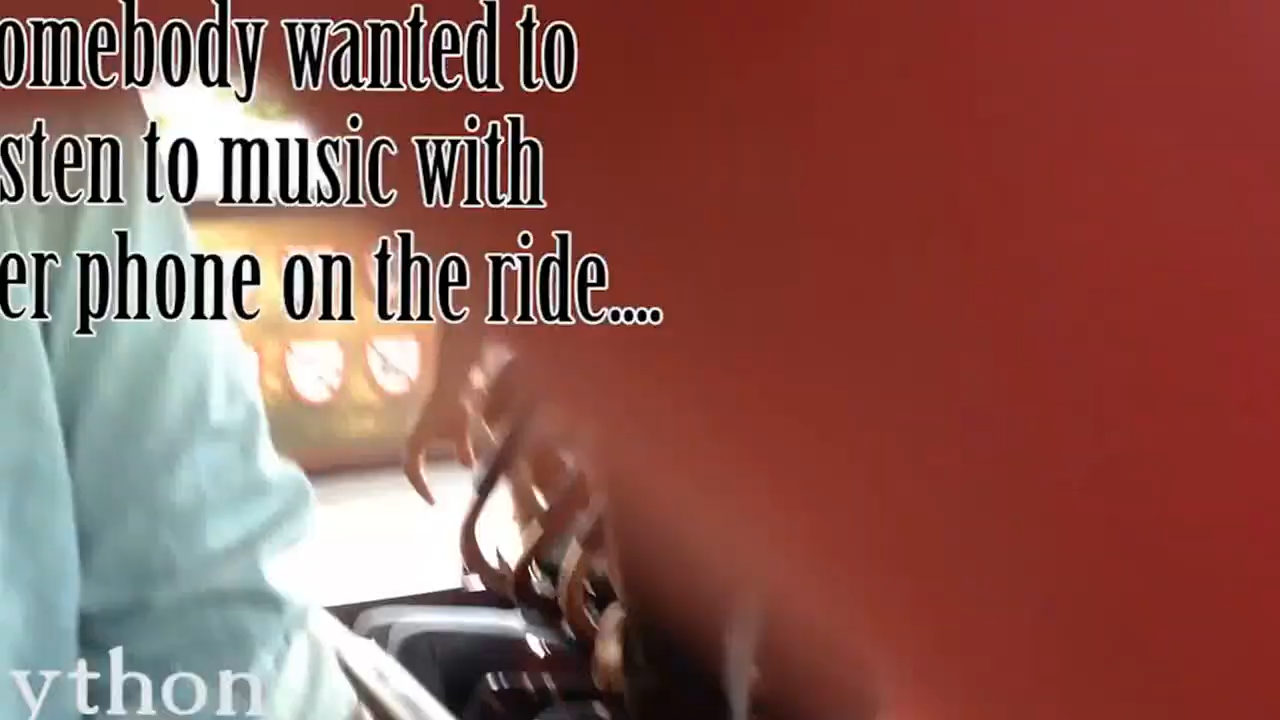 omebody wanted to
sten to music with
er phone on the ride....
ython